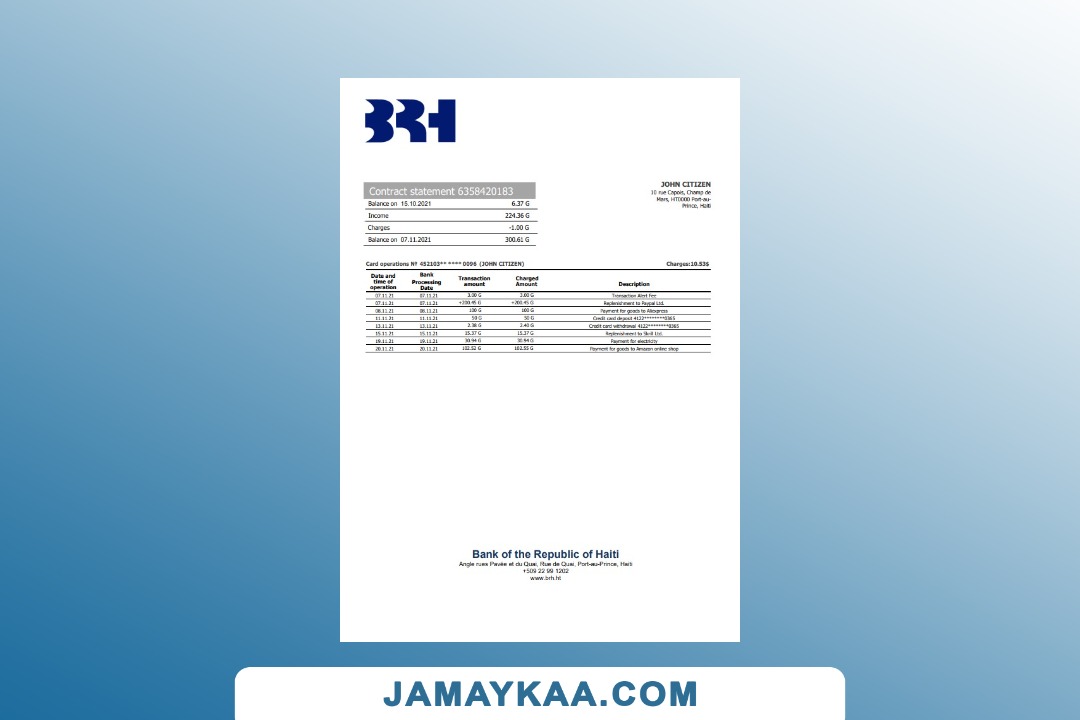 BRH
Contract statement 6358420183
Balance on 15.10.2021 6.37 G
Income 224.36 G
Charges -1.00 G
Balance on 07.11.2021 300.61 G
JOHN CITIZEN
10 rue Capois, Champ de
Mars, HT0000 Port-au-
Prince, Haiti
Card operations № 452103** **** 0096 (JOHN CITIZEN) Charges:10.53$
Date and time of operation Bank Processing Date Transaction amount Charged Amount Description
07.11.21 07.11.21 3.00 G 3.00 G Transaction Alert Fee
07.11.21 07.11.21 +200.45 G +200.45 G Replenishment to Paypal Ltd.
08.11.21 08.11.21 100 G 100 G Payment for goods to Aliexpress
11.11.21 11.11.21 50 G 50 G Credit card deposit 4122********0365
13.11.21 13.11.21 2.38 G 2.40 G Credit card withdrawal 4122********0365
15.11.21 15.11.21 15.37 G 15.37 G Replenishment to Skrill Ltd.
19.11.21 19.11.21 30.94 G 30.94 G Payment for electricity
20.11.21 20.11.21 102.52 G 102.55 G Payment for goods to Amazon online shop
Bank of the Republic of Haiti
Angle rues Pavée et du Quai, Rue de Quai, Port-au-Prince, Haiti
+509 22 99 1202
www.brh.ht
JAMAYKAA.COM